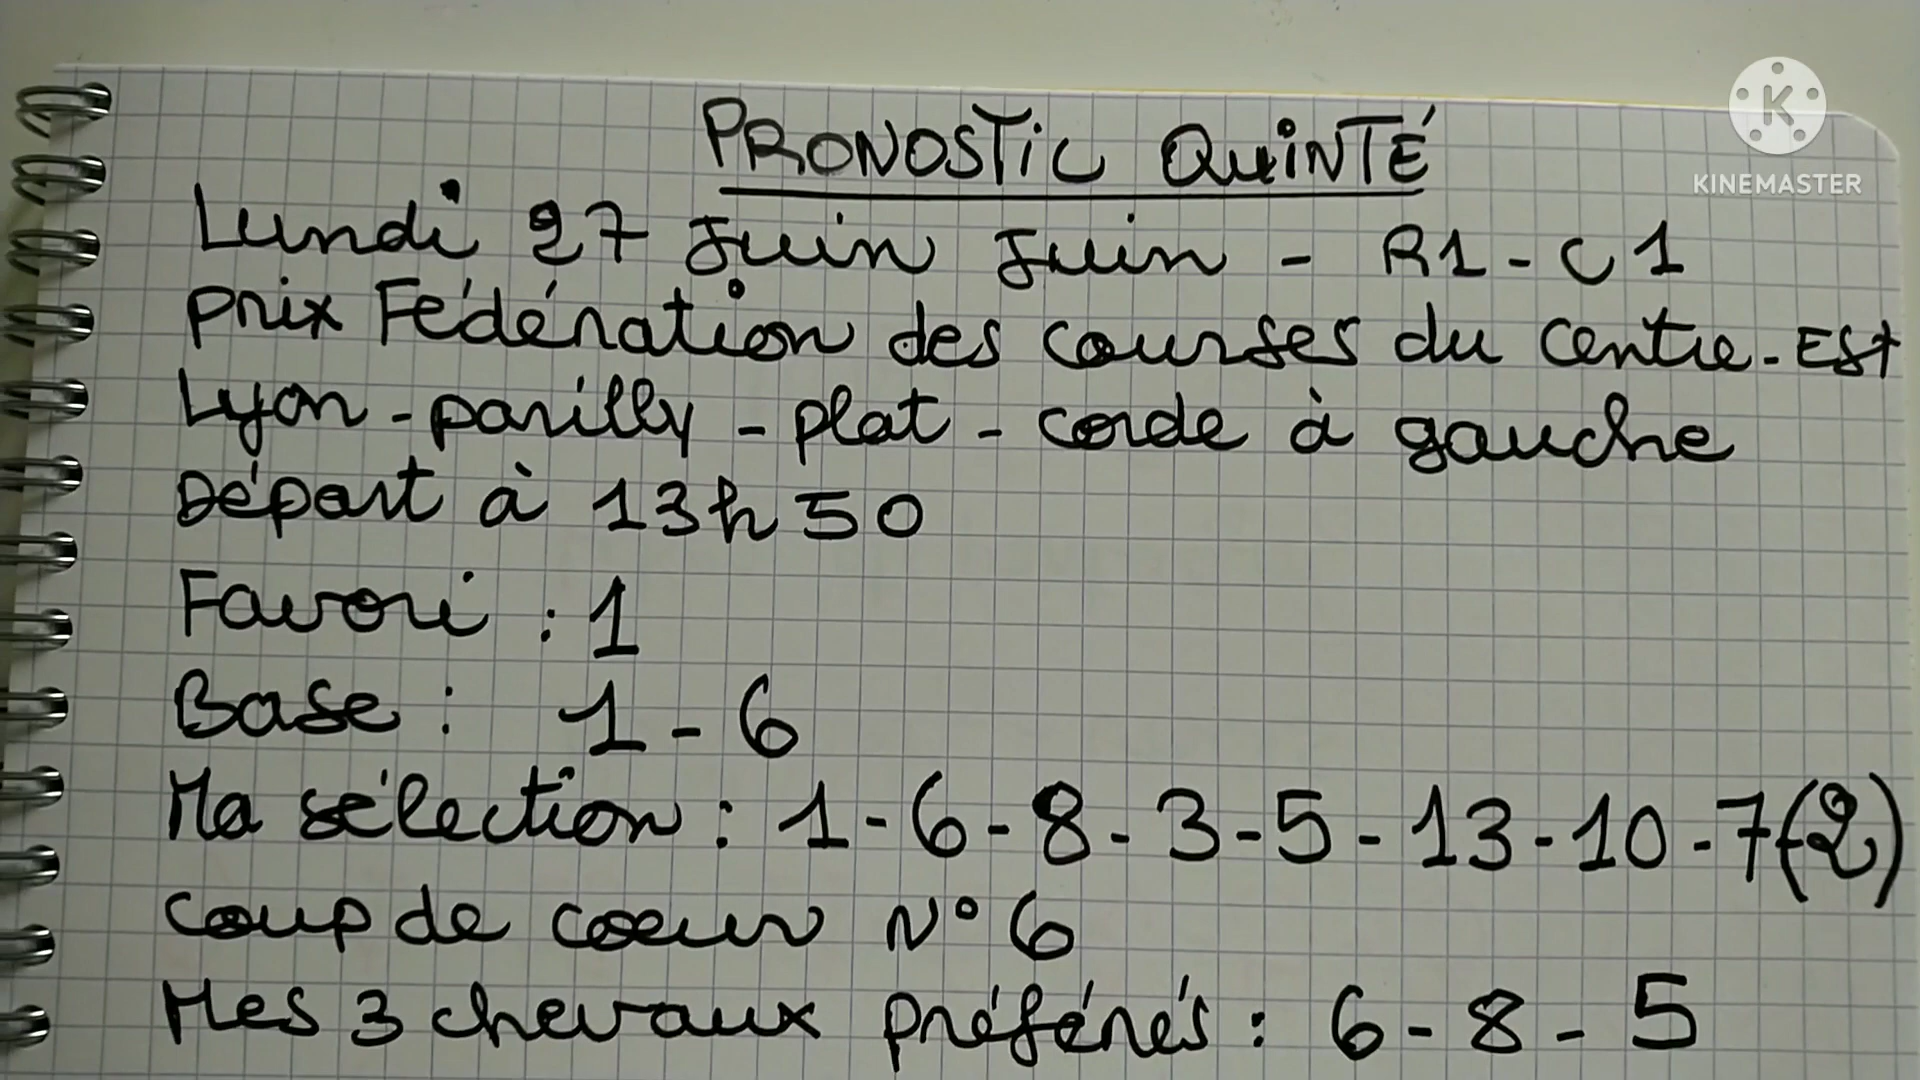 PRONOSTIC QUINTÉ
KINEMASTER
Lundi 27 Juin Juin - R1 - C1
Prix Fédération des courses du Centre-Est
Lyon - parilly - plat - corde à gauche
Départ à 13h50
Favori : 1
Base : 1 - 6
Ma sélection : 1 - 6 - 8 - 3 - 5 - 13 - 10 - 7 (2)
Coup de coeur N° 6
Mes 3 chevaux préférés : 6 - 8 - 5